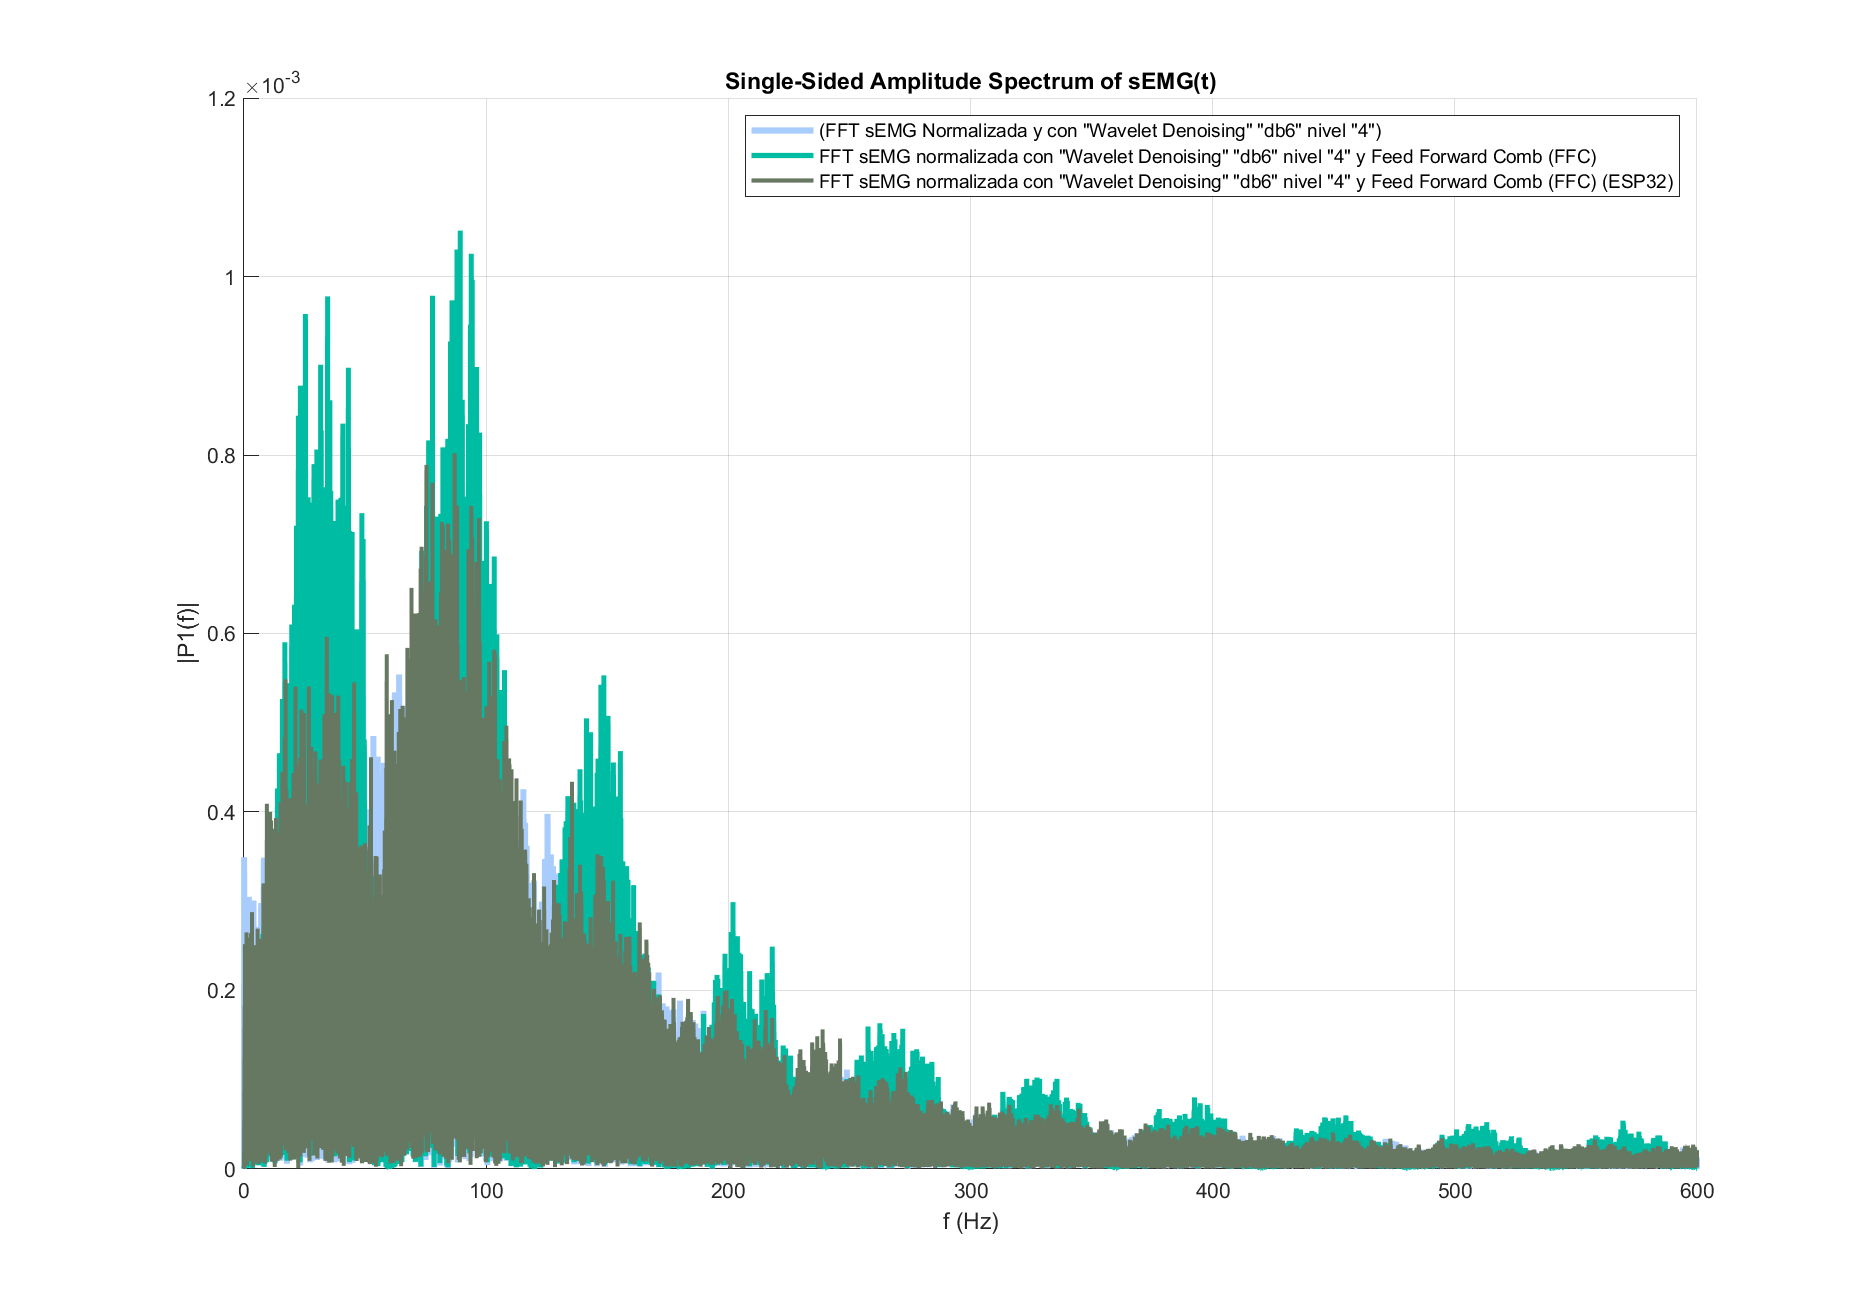 Single-Sided Amplitude Spectrum of sEMG(t)
×10-3
(FFT sEMG Normalizada y con "Wavelet Denoising" "db6" nivel "4")
FFT sEMG normalizada con "Wavelet Denoising" "db6" nivel "4" y Feed Forward Comb (FFC)
FFT sEMG normalizada con "Wavelet Denoising" "db6" nivel "4" y Feed Forward Comb (FFC) (ESP32)
|P1(f)|
1.2
1
0.8
0.6
0.4
0.2
0
0 100 200 300 400 500 600
f (Hz)